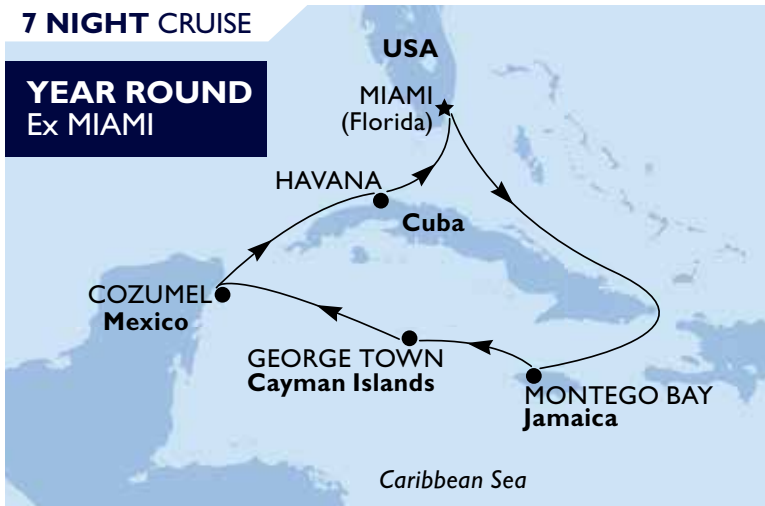 7 NIGHT CRUISE
YEAR ROUND
Ex MIAMI
USA
MIAMI
(Florida)
HAVANA
Cuba
COZUMEL
Mexico
GEORGE TOWN
Cayman Islands
MONTEGO BAY
Jamaica
Caribbean Sea